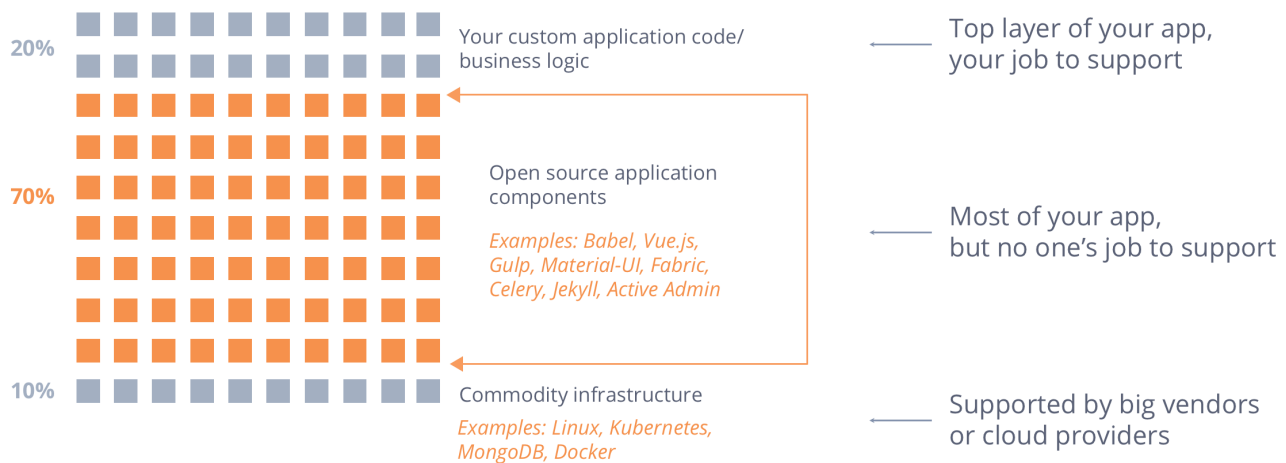 20%
Your custom application code/
business logic
Top layer of your app,
your job to support
70%
Open source application
components
Examples: Babel, Vue.js,
Gulp, Material-UI, Fabric,
Celery, Jekyll, Active Admin
Most of your app,
but no one’s job to support
10%
Commodity infrastructure
Examples: Linux, Kubernetes,
MongoDB, Docker
Supported by big vendors
or cloud providers